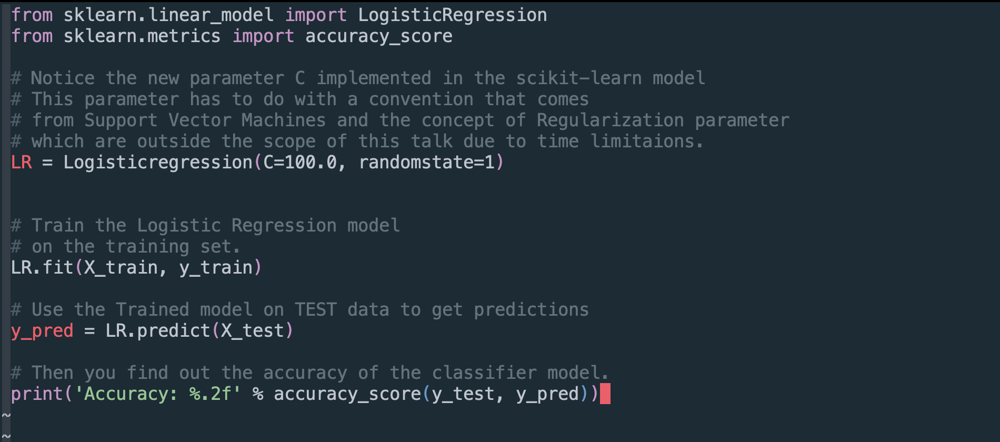 from sklearn.linear_model import LogisticRegression
from sklearn.metrics import accuracy_score
# Notice the new parameter C implemented in the scikit-learn model
# This parameter has to do with a convention that comes
# from Support Vector Machines and the concept of Regularization parameter
# which are outside the scope of this talk due to time limitaions.
LR = Logisticregression(C=100.0, randomstate=1)
# Train the Logistic Regression model
# on the training set.
LR.fit(X_train, y_train)
# Use the Trained model on TEST data to get predictions
y_pred = LR.predict(X_test)
# Then you find out the accuracy of the classifier model.
print('Accuracy: %.2f' % accuracy_score(y_test, y_pred))
~
~